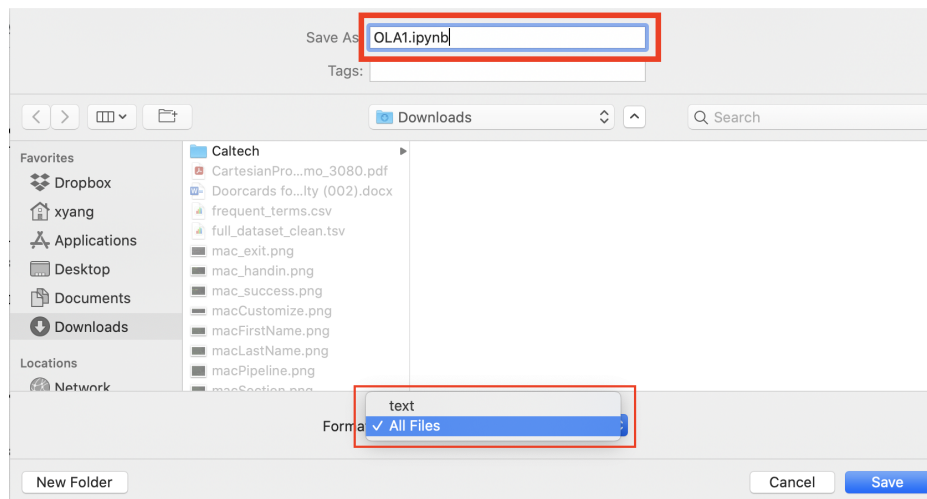 Save As
OLA1.ipynb
Tags:
Downloads
Search
Favorites
Dropbox
xyang
Applications
Desktop
Documents
Downloads
Locations
Network
Caltech
CartesianPro...mo_3080.pdf
Doorcards fo...lty (002).docx
frequent_terms.csv
full_dataset_clean.tsv
mac_exit.png
mac_handin.png
mac_success.png
macCustomize.png
macFirstName.png
macLastName.png
macPipeline.png
macSection.png
Forma
text
All Files
New Folder
Cancel
Save